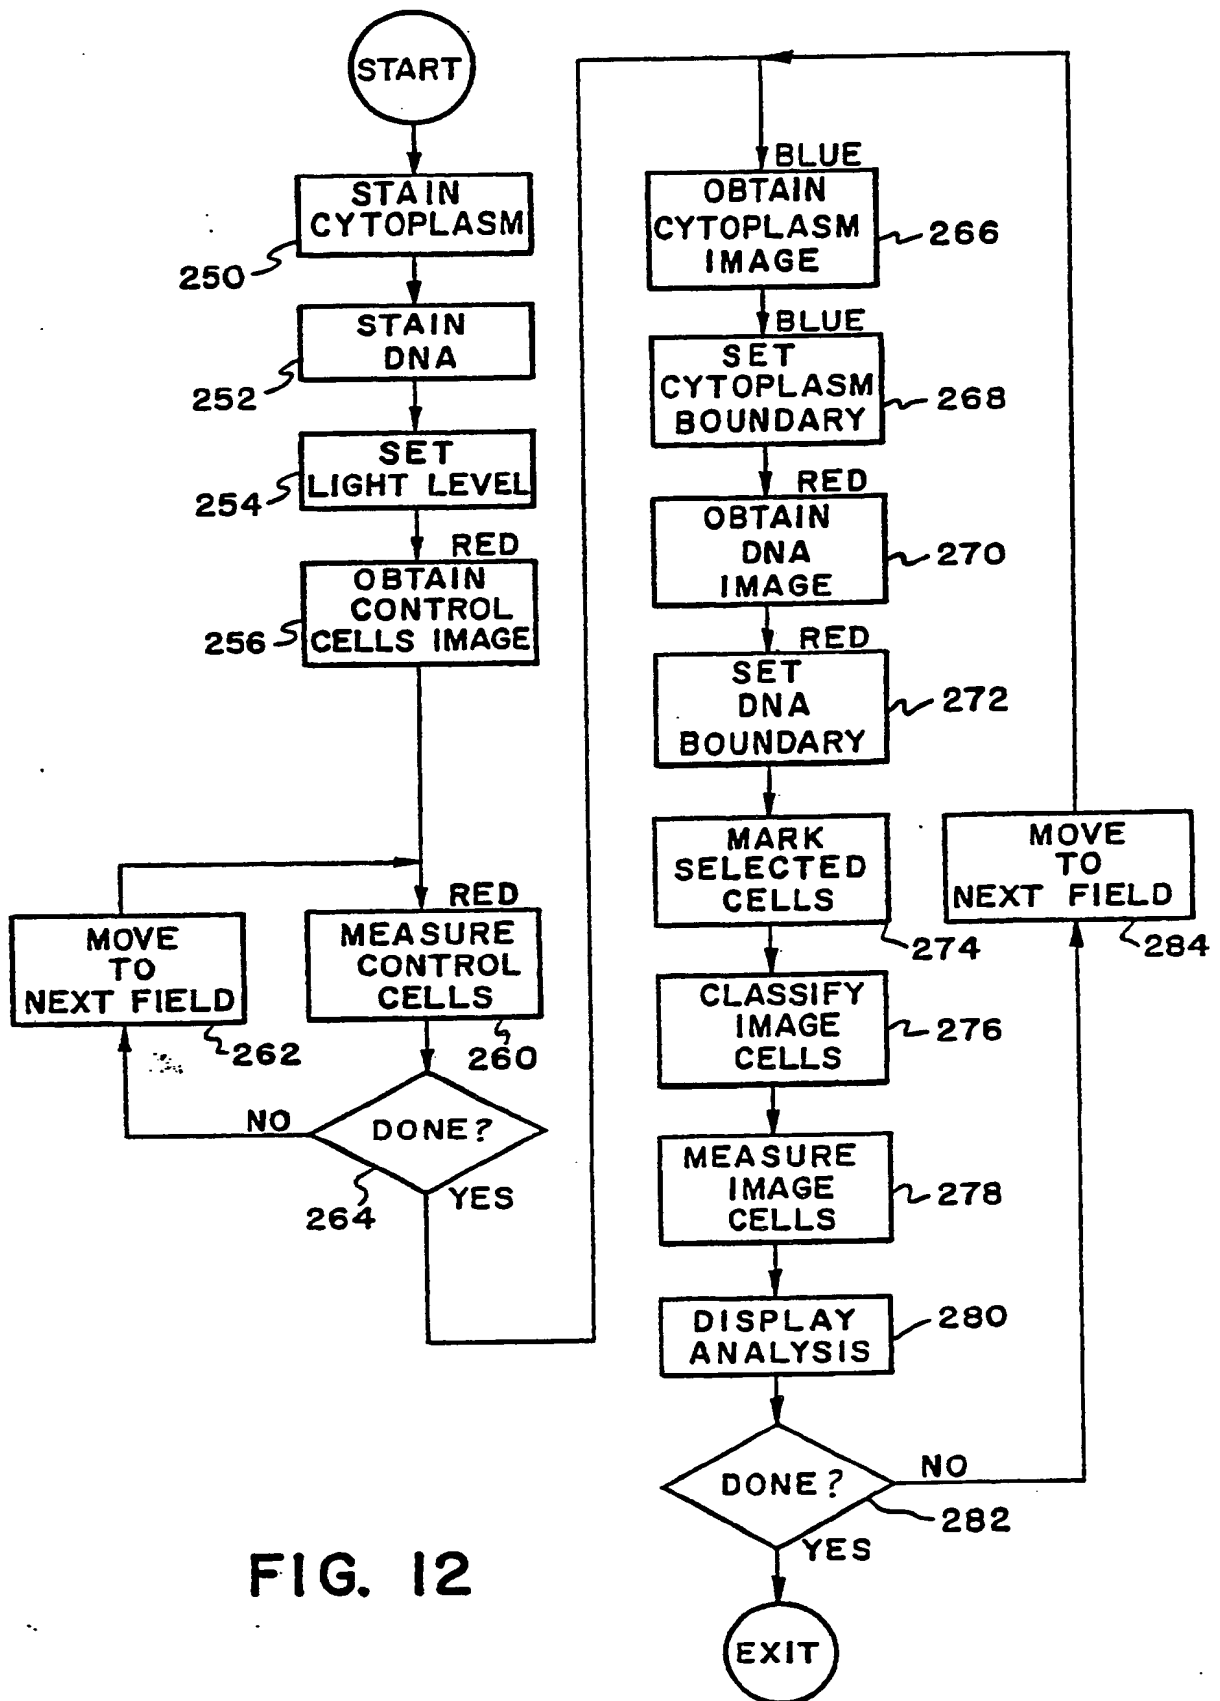 START
STAIN
CYTOPLASM
250
STAIN
DNA
252
SET
LIGHT LEVEL
254
RED
OBTAIN
CONTROL
CELLS IMAGE
256
RED
MEASURE
CONTROL
CELLS
260
MOVE
TO
NEXT FIELD
262
DONE?
NO
YES
264
BLUE
OBTAIN
CYTOPLASM
IMAGE
266
BLUE
SET
CYTOPLASM
BOUNDARY
268
RED
OBTAIN
DNA
IMAGE
270
RED
SET
DNA
BOUNDARY
272
MARK
SELECTED
CELLS
274
CLASSIFY
IMAGE
CELLS
276
MEASURE
IMAGE
CELLS
278
DISPLAY
ANALYSIS
280
DONE?
NO
282
YES
MOVE
TO
NEXT FIELD
284
EXIT
FIG. 12